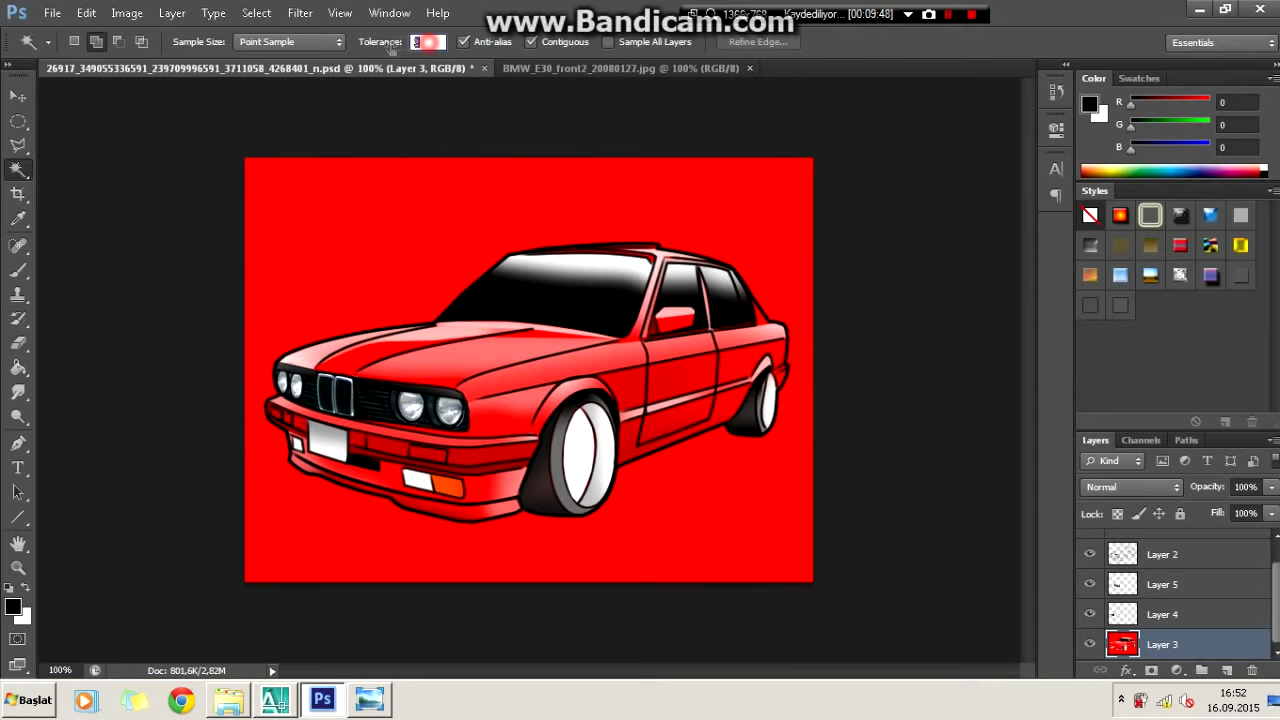 www.Bandicam.com
1366x768 Kaydediliyor... [00:09:48]
Ps File Edit Image Layer Type Select Filter View Window Help
Sample Size: Point Sample Tolerance: Anti-alias Contiguous Sample All Layers Refine Edge... Essentials
26917_349055336591_239709996591_3711058_4268401_n.psd @ 100% (Layer 3, RGB/8) * BMW_E30_front2_20080127.jpg @ 100% (RGB/8)
Color Swatches
R 0
G 0
B 0
Styles
Layers Channels Paths
Kind
Normal Opacity: 100%
Lock: Fill: 100%
Layer 2
Layer 5
Layer 4
Layer 3
100% Doc: 801,6K/2,82M
Başlat Ps 16:52
16.09.2015